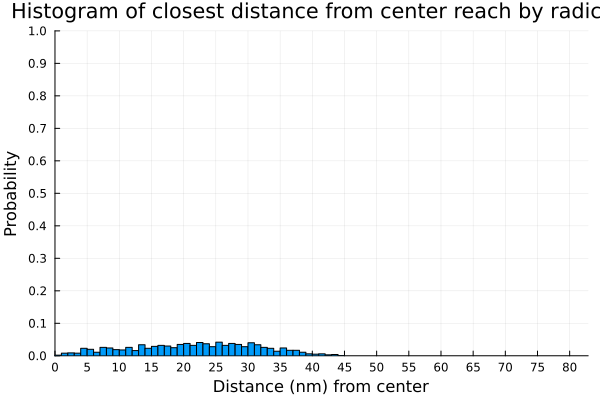 Histogram of closest distance from center reach by radic
1.0
0.9
0.8
0.7
0.6
0.5
0.4
0.3
0.2
0.1
0.0
Probability
0 5 10 15 20 25 30 35 40 45 50 55 60 65 70 75 80
Distance (nm) from center